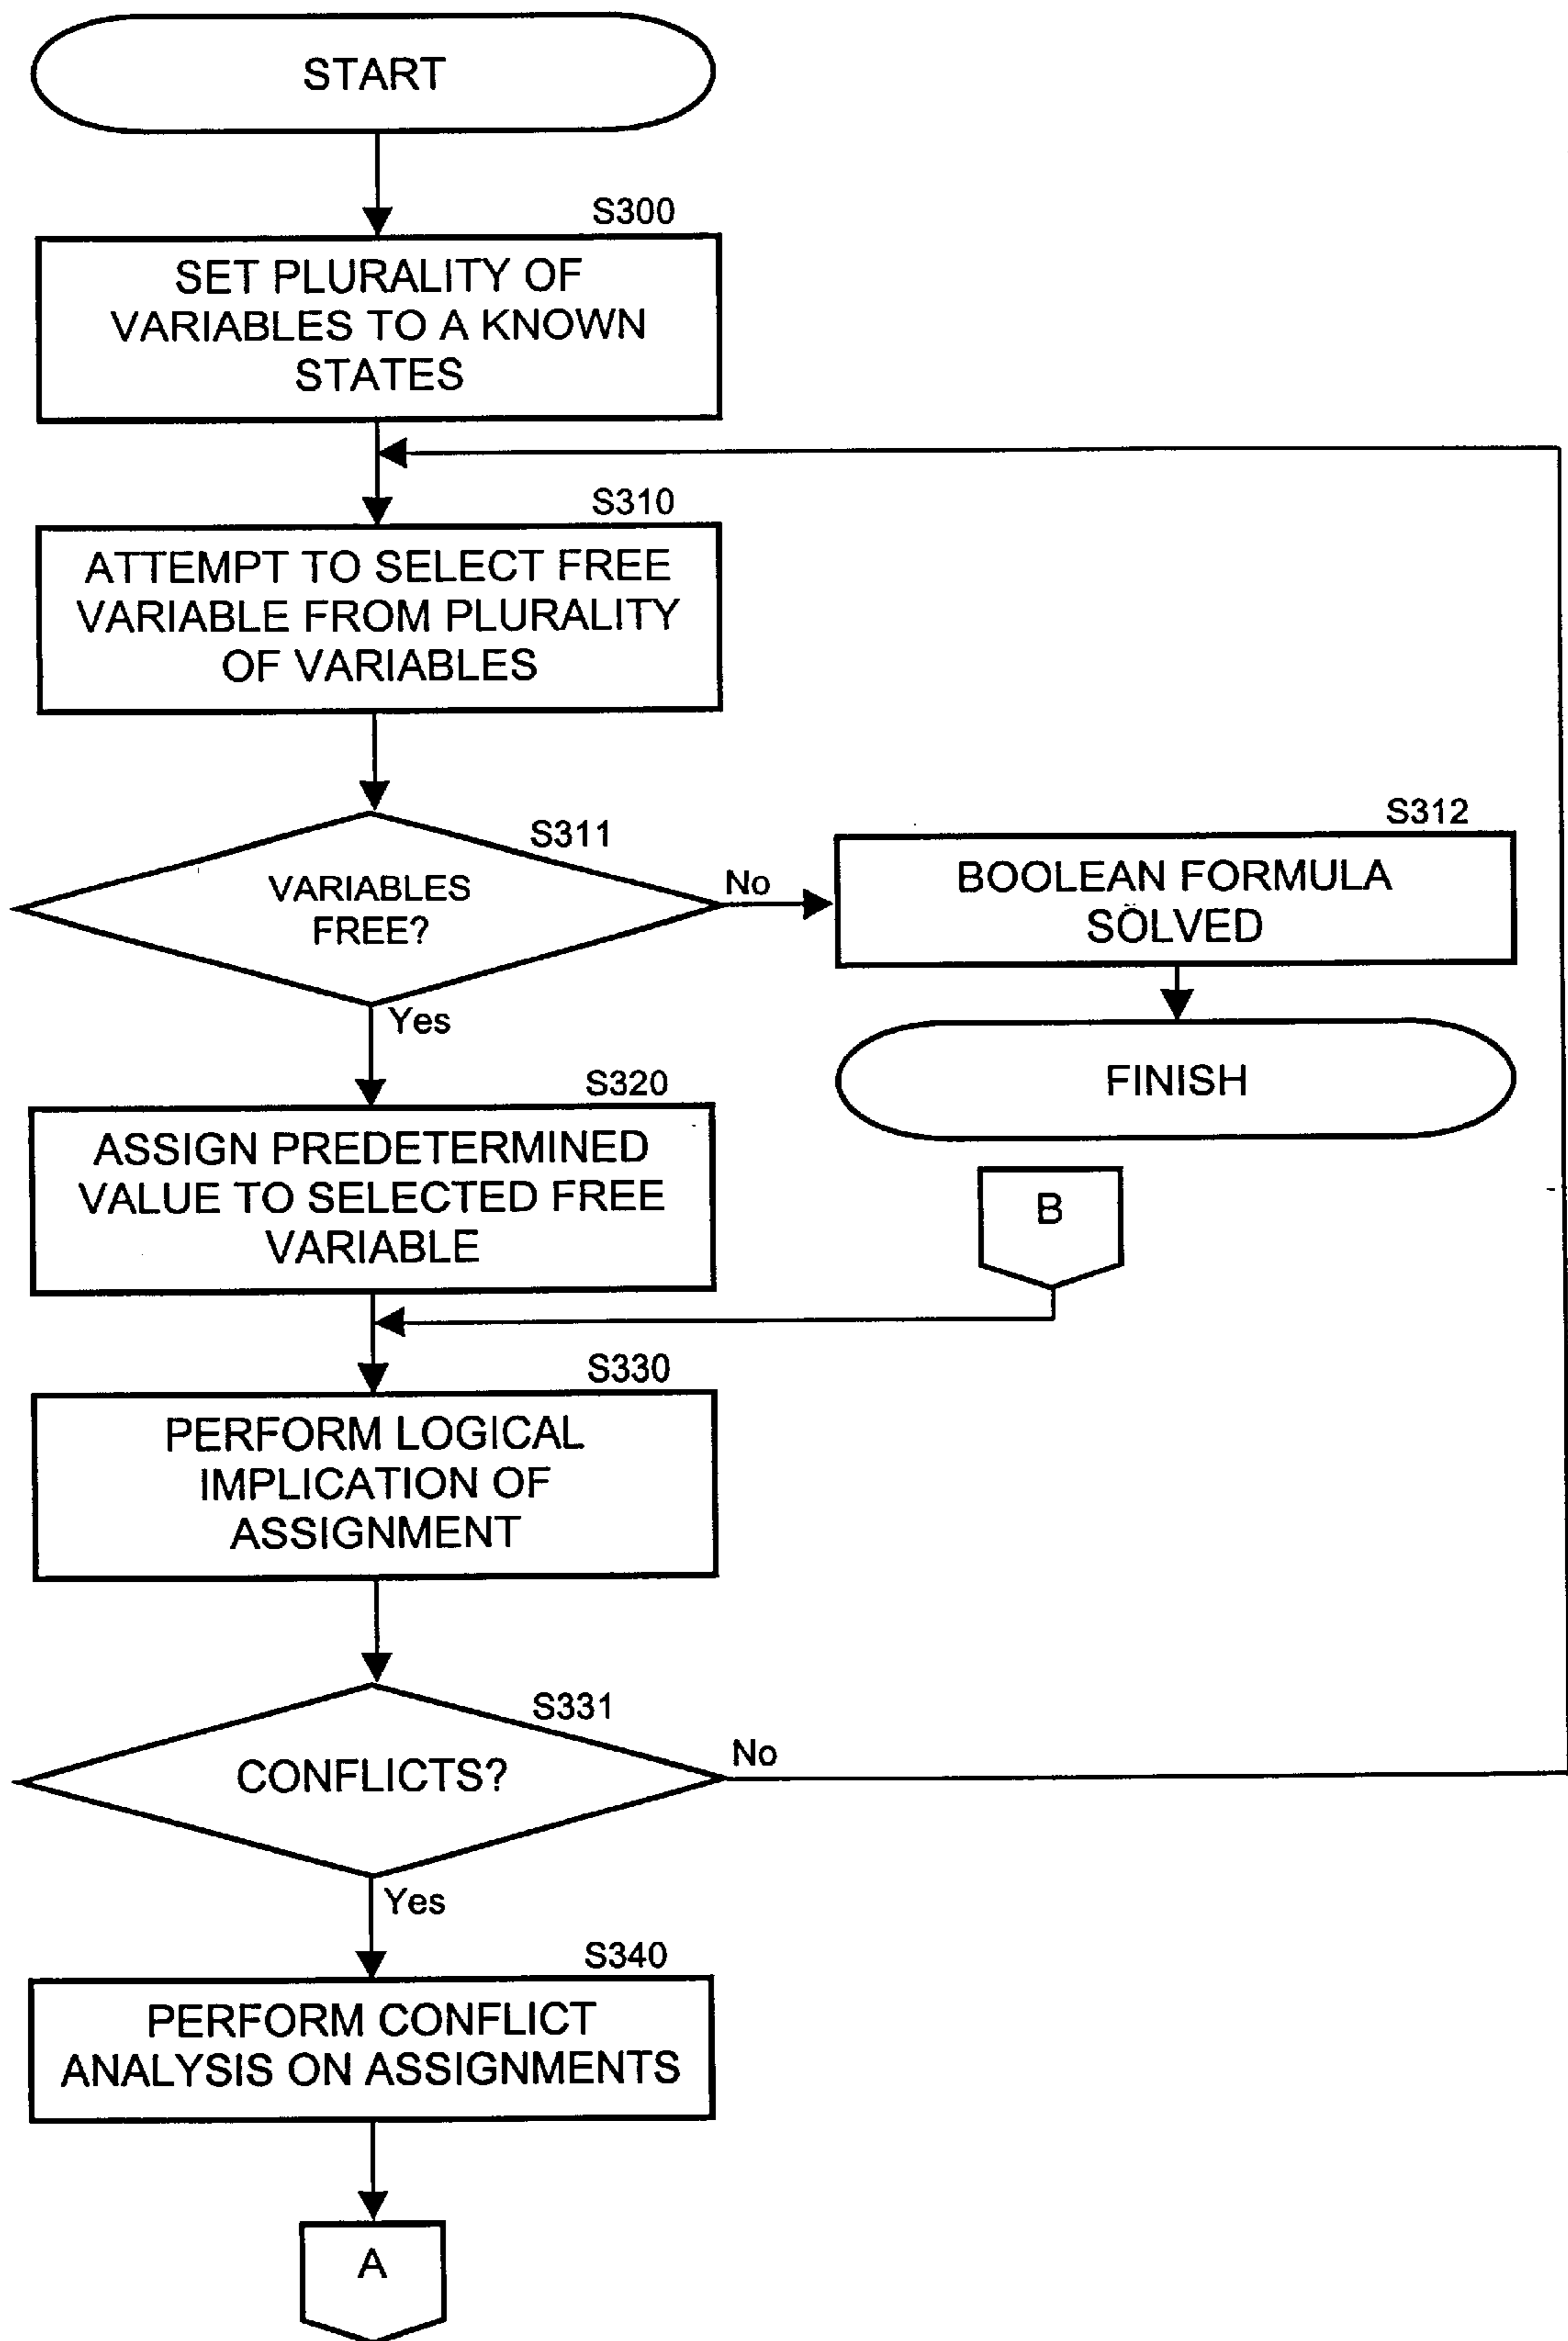 START
S300
SET PLURALITY OF
VARIABLES TO A KNOWN
STATES
S310
ATTEMPT TO SELECT FREE
VARIABLE FROM PLURALITY
OF VARIABLES
S311
VARIABLES
FREE?
No
S312
BOOLEAN FORMULA
SOLVED
Yes
FINISH
S320
ASSIGN PREDETERMINED
VALUE TO SELECTED FREE
VARIABLE
B
S330
PERFORM LOGICAL
IMPLICATION OF
ASSIGNMENT
S331
CONFLICTS?
No
Yes
S340
PERFORM CONFLICT
ANALYSIS ON ASSIGNMENTS
A